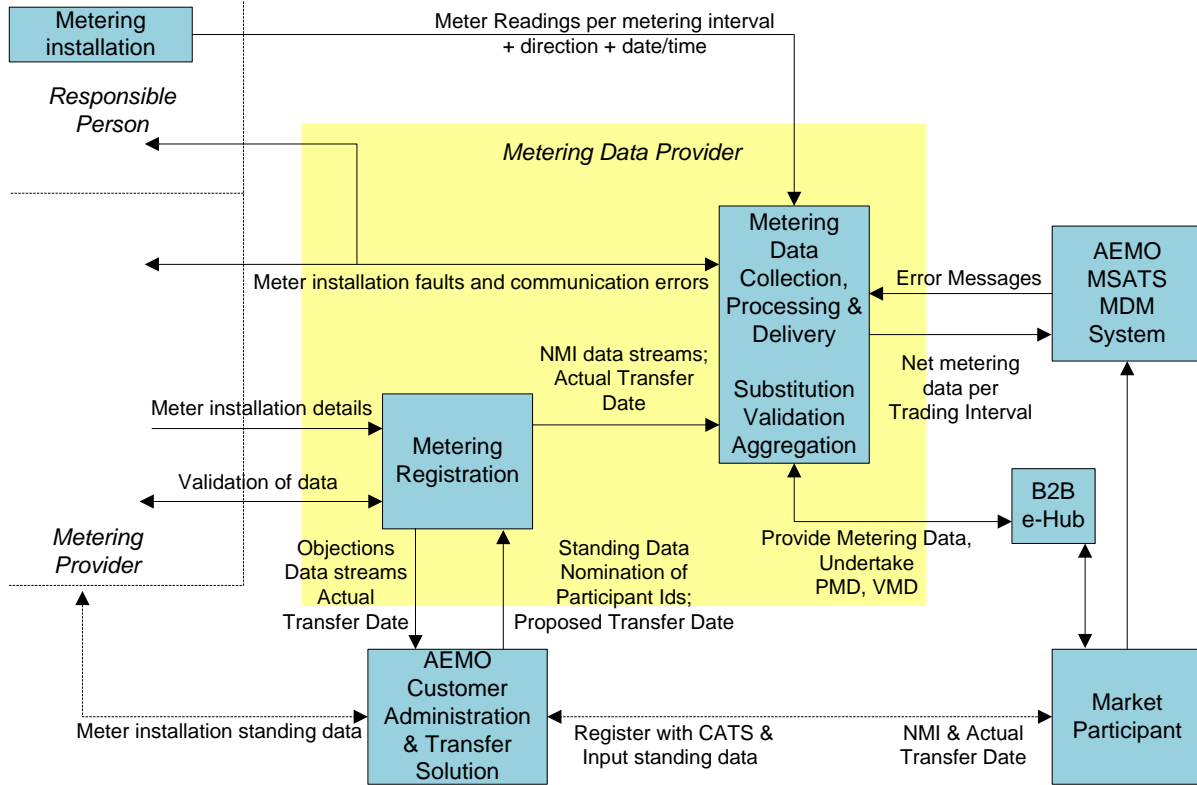 Metering
installation
Meter Readings per metering interval
+ direction + date/time
Responsible
Person
Metering Data Provider
Metering
Data
Collection,
Processing &
Delivery
Substitution
Validation
Aggregation
AEMO
MSATS
MDM
System
Error Messages
Meter installation faults and communication errors
Net metering
data per
Trading Interval
NMI data streams;
Actual Transfer
Date
Meter installation details
Metering
Registration
Validation of data
B2B
e-Hub
Metering
Provider
Provide Metering Data,
Undertake
PMD, VMD
Objections
Data streams
Actual
Transfer Date
Standing Data
Nomination of
Participant Ids;
Proposed Transfer Date
AEMO
Customer
Administration
& Transfer
Solution
Market
Participant
Meter installation standing data
Register with CATS &
Input standing data
NMI & Actual
Transfer Date